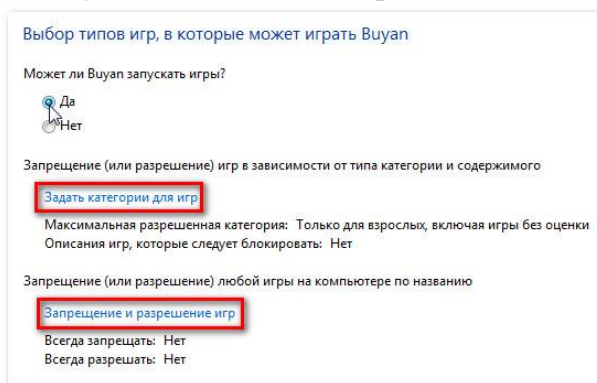 Выбор типов игр, в которые может играть Buyan
Может ли Buyan запускать игры?
Да
Нет
Запрещение (или разрешение) игр в зависимости от типа категории и содержимого
Задать категории для игр
Максимальная разрешенная категория: Только для взрослых, включая игры без оценки
Описания игр, которые следует блокировать: Нет
Запрещение (или разрешение) любой игры на компьютере по названию
Запрещение и разрешение игр
Всегда запрещать: Нет
Всегда разрешать: Нет